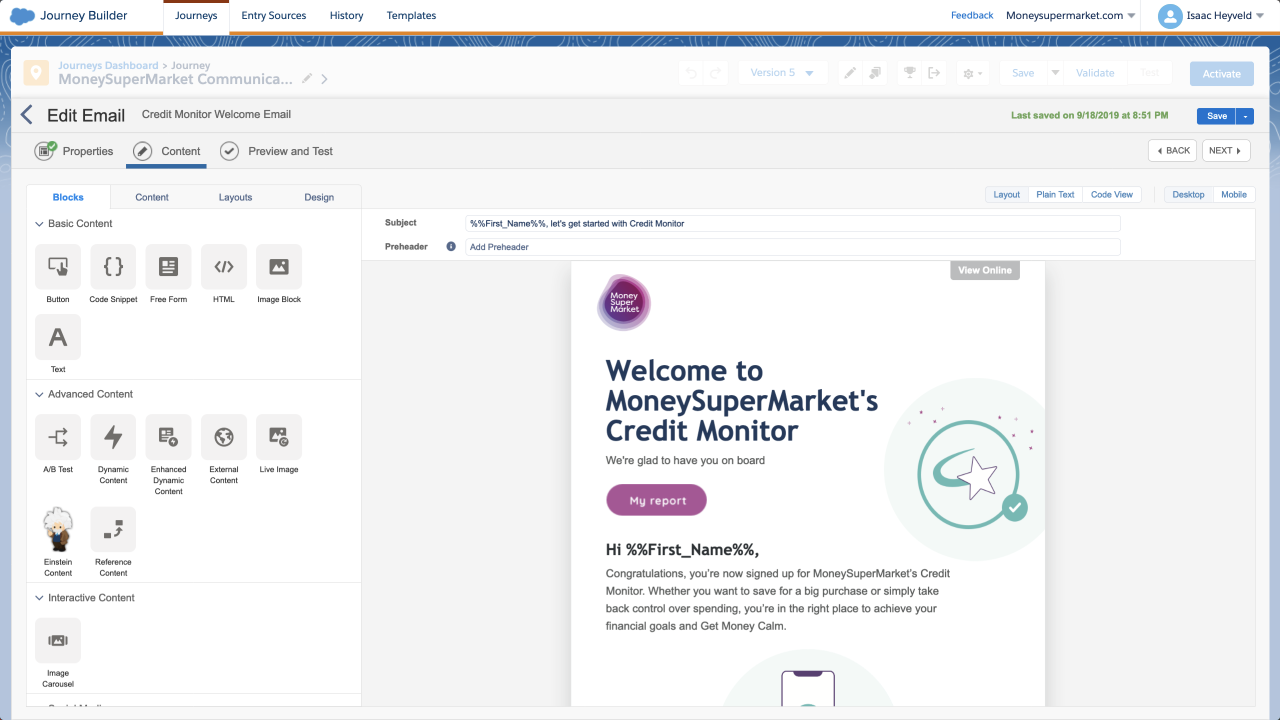 Journey Builder
Journeys
Entry Sources
History
Templates
Feedback
Moneysupermarket.com
Isaac Heyveld
Journeys Dashboard > Journey
MoneySuperMarket Communica...
Version 5
Save
Validate
Test
Activate
Edit Email
Credit Monitor Welcome Email
Last saved on 9/18/2019 at 8:51 PM
Save
Properties
Content
Preview and Test
BACK
NEXT
Blocks
Content
Layouts
Design
Layout
Plain Text
Code View
Desktop
Mobile
Basic Content
Button
Code Snippet
Free Form
HTML
Image Block
Text
Advanced Content
A/B Test
Dynamic
Content
Enhanced
Dynamic
Content
External
Content
Live Image
Einstein
Content
Reference
Content
Interactive Content
Image
Carousel
Subject
%%First_Name%%, let's get started with Credit Monitor
Preheader
Add Preheader
View Online
Money
Super
Market
Welcome to
MoneySuperMarket's
Credit Monitor
We're glad to have you on board
My report
Hi %%First_Name%%,
Congratulations, you're now signed up for MoneySuperMarket's Credit
Monitor. Whether you want to save for a big purchase or simply take
back control over spending, you're in the right place to achieve your
financial goals and Get Money Calm.